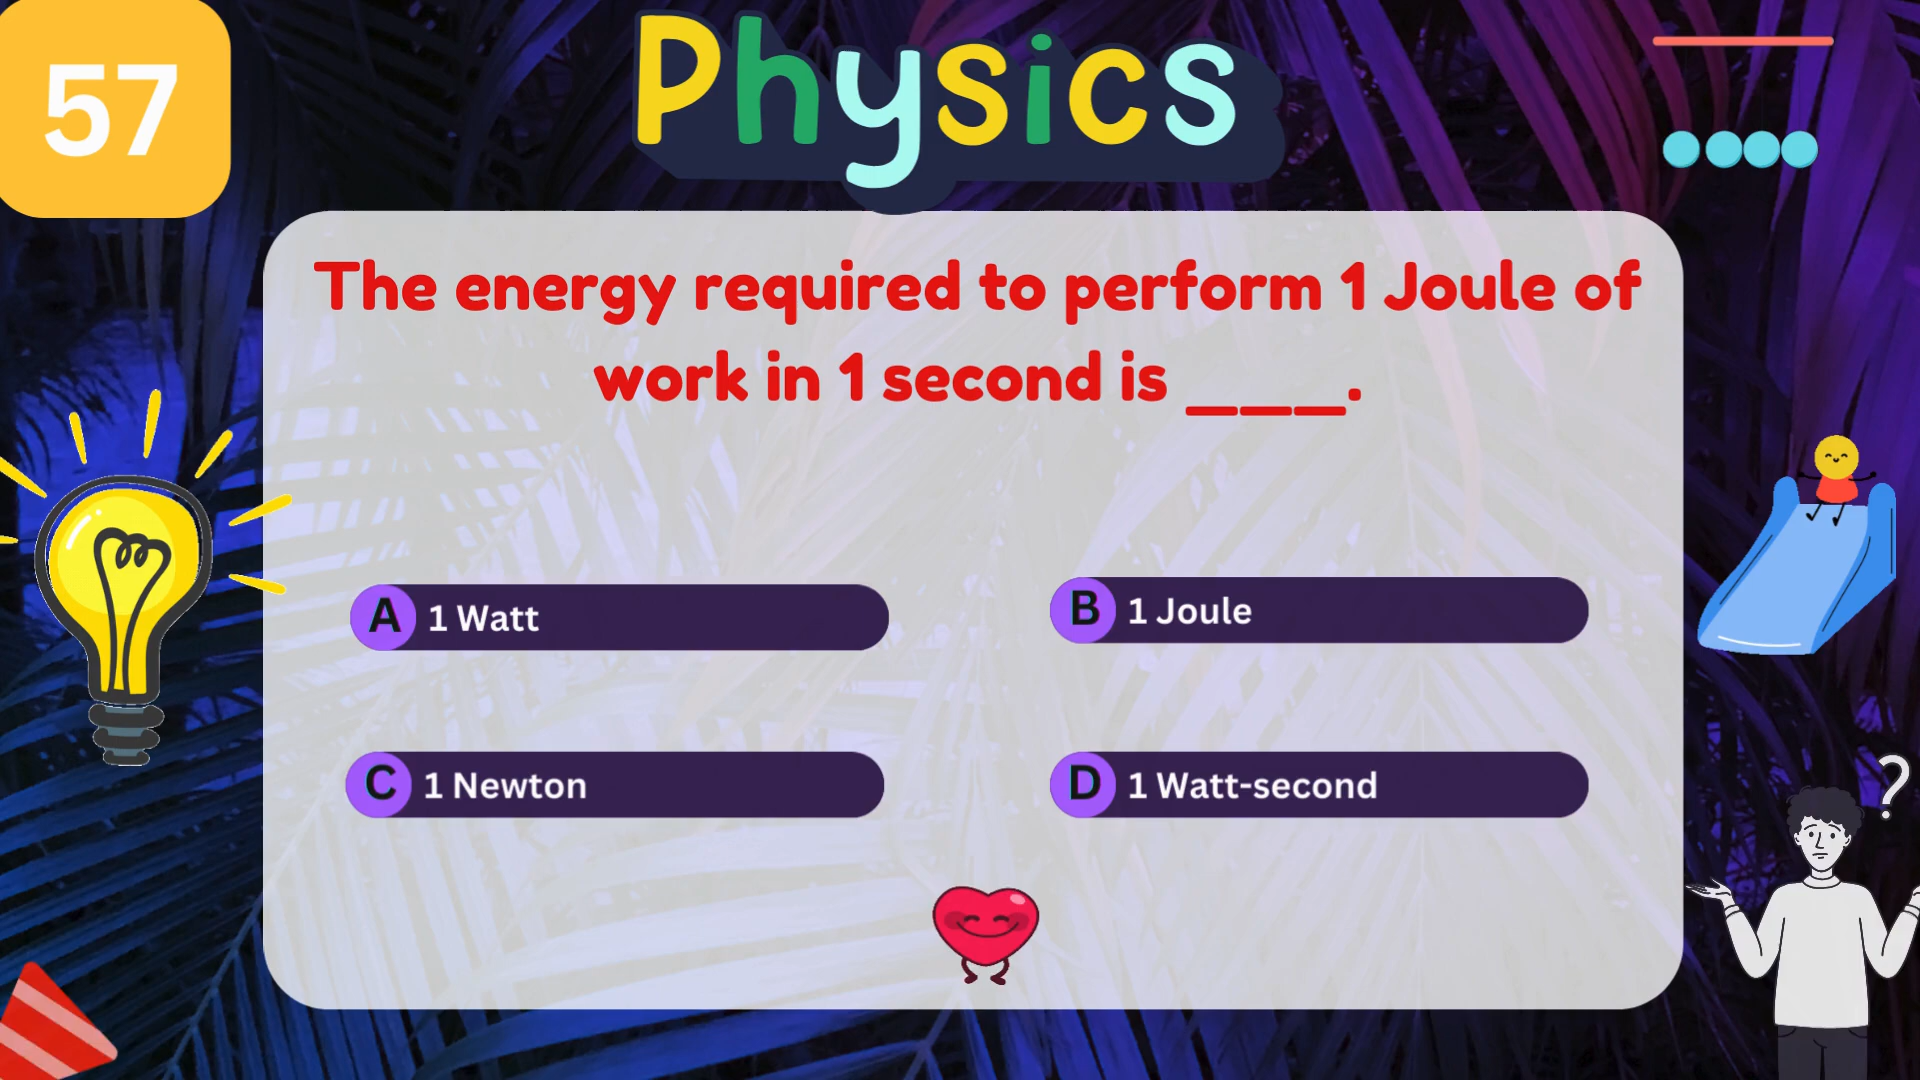 57
Physics
The energy required to perform 1 Joule of
work in 1 second is ___.
A 1 Watt
B 1 Joule
C 1 Newton
D 1 Watt-second
?